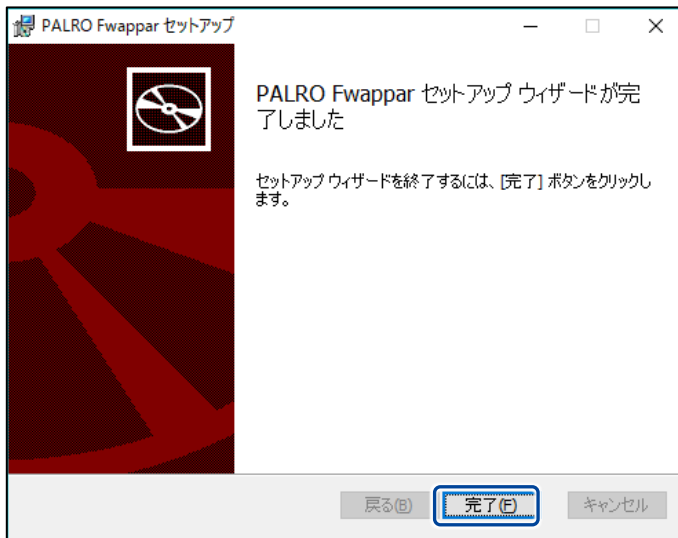 PALRO Fwappar セットアップ
PALRO Fwappar セットアップ ウィザードが完
了しました
セットアップ ウィザードを終了するには、[完了] ボタンをクリックし
ます。
戻る(B) 完了(F) キャンセル